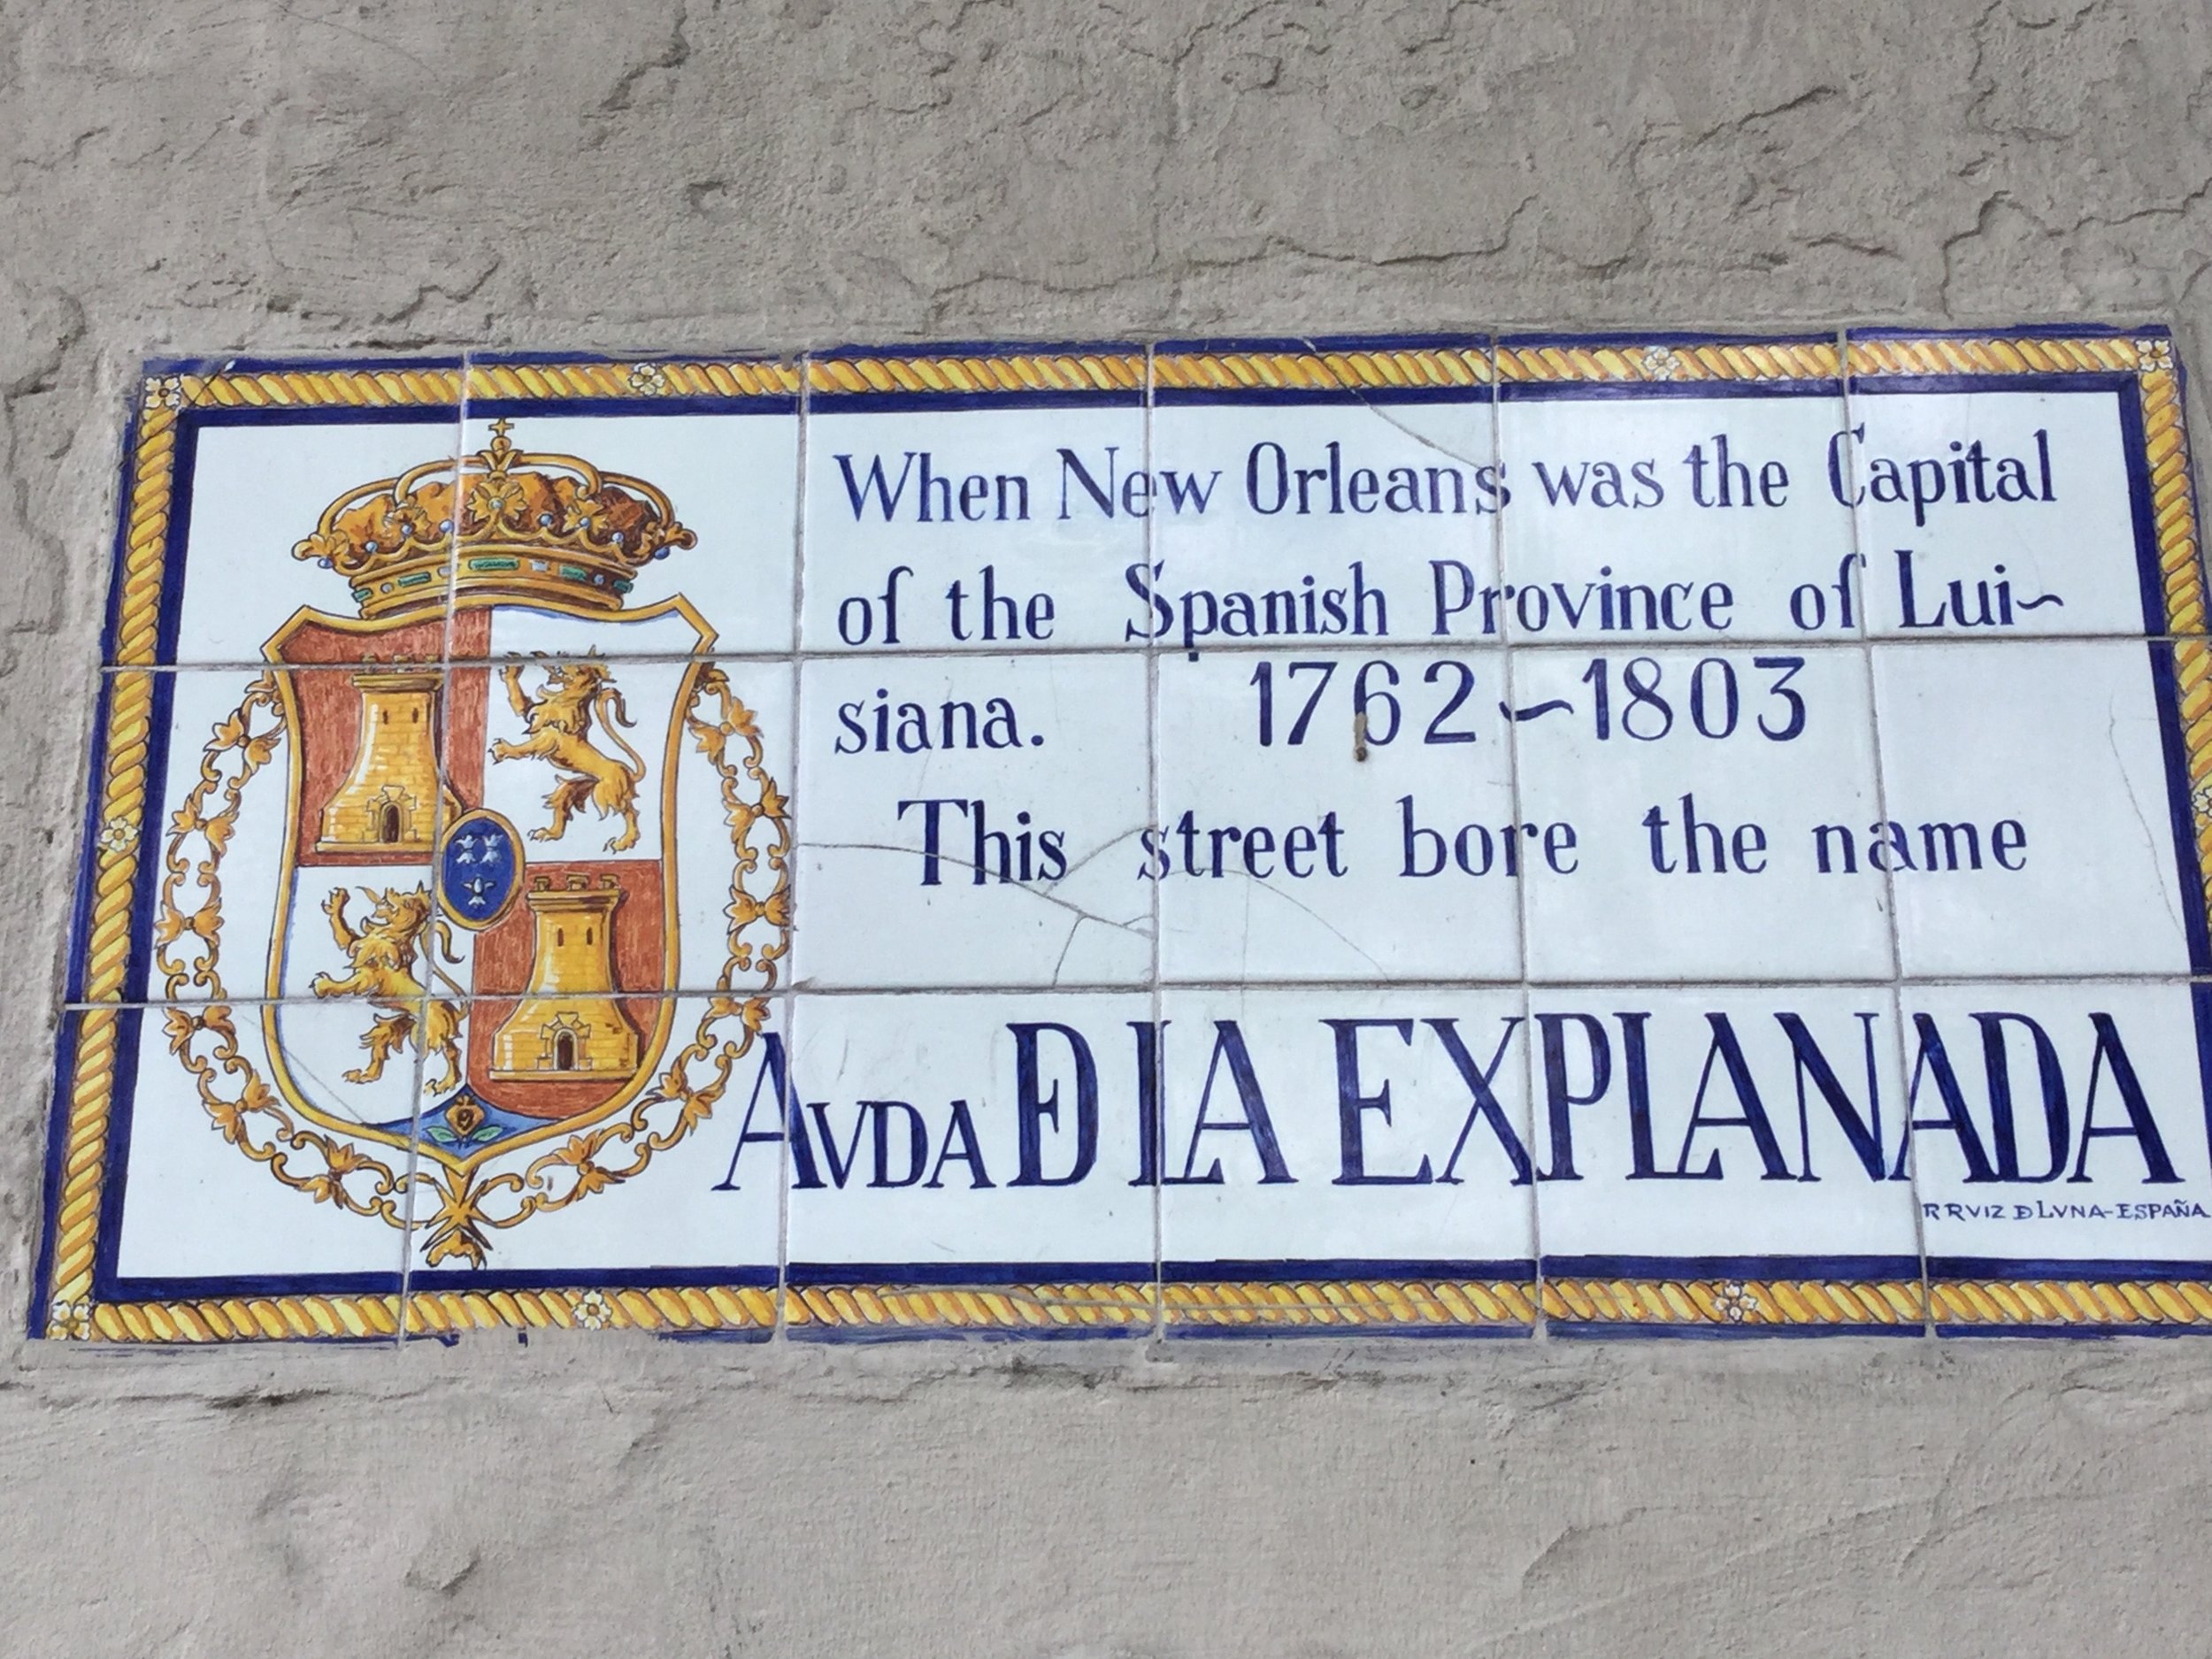 When New Orleans was the Capital
of the Spanish Province of Lui~
siana. 1762~1803
This street bore the name
AVDA D LA EXPLANADA
R RVIZ D LVNA-ESPAÑA